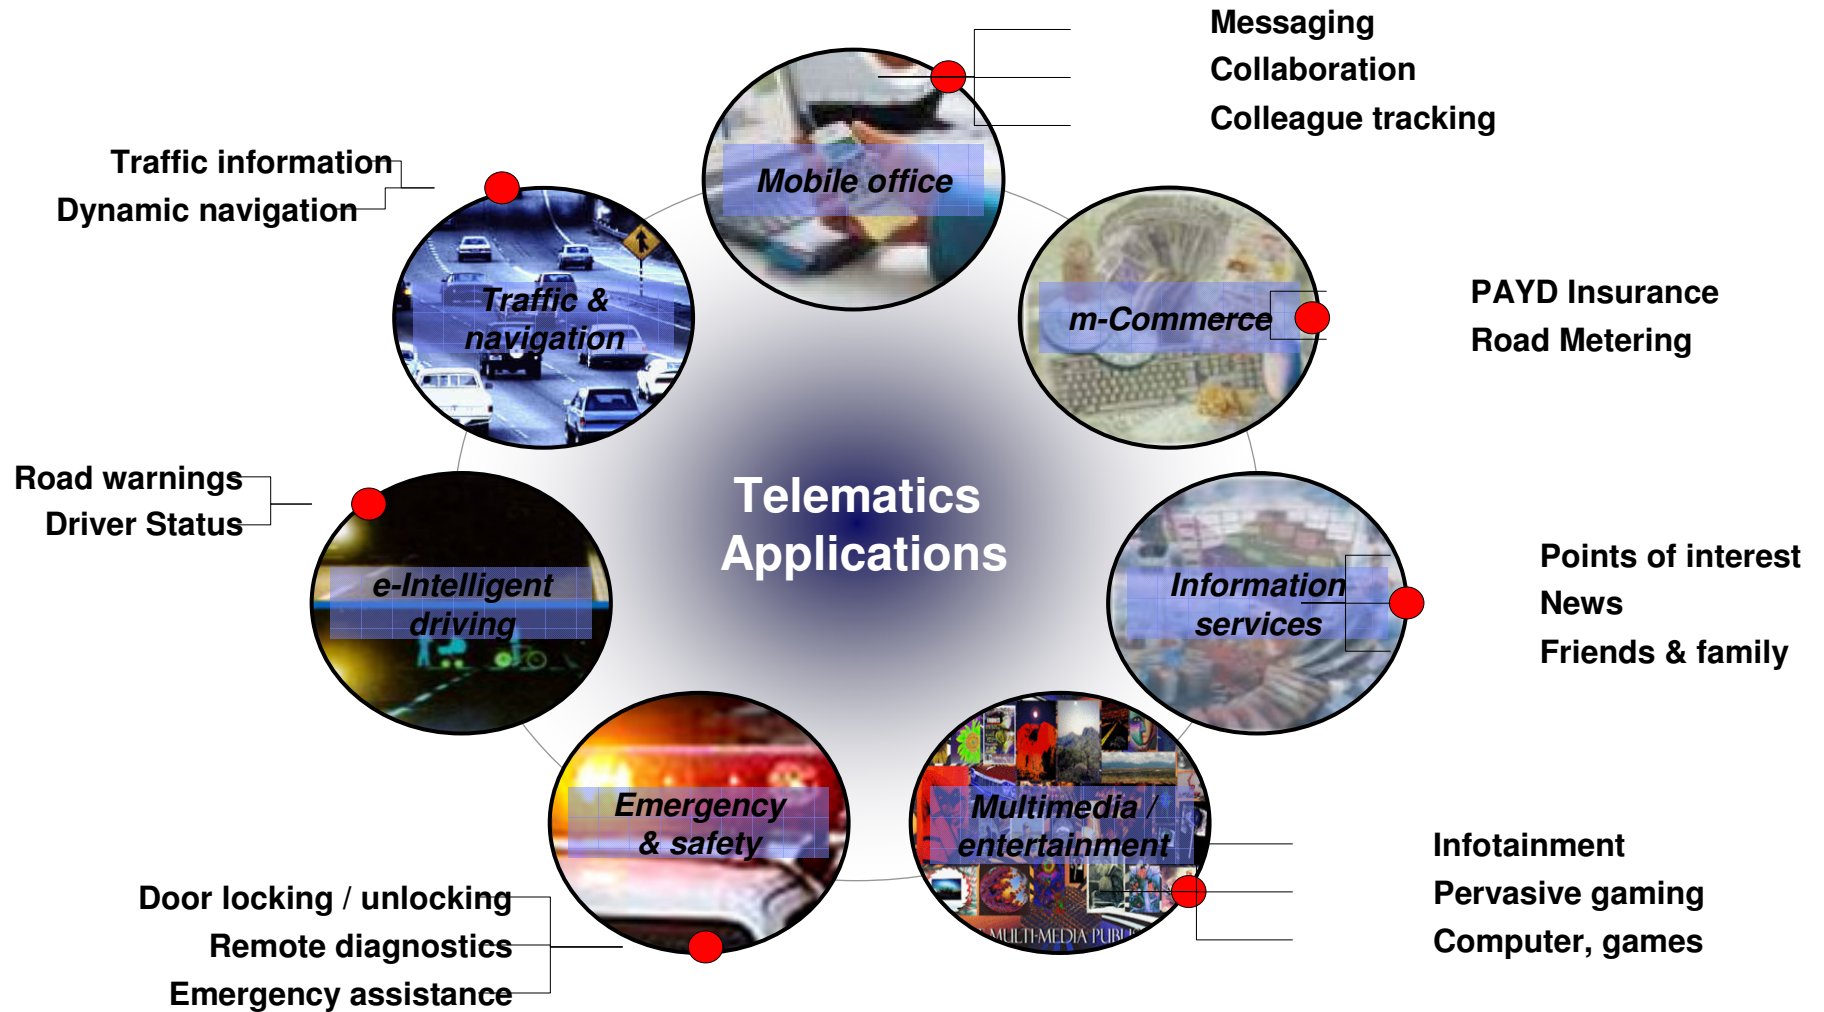 Messaging
Collaboration
Colleague tracking
Mobile office
Traffic information
Dynamic navigation
Traffic &
navigation
m-Commerce
PAYD Insurance
Road Metering
Road warnings
Driver Status
e-Intelligent
driving
Telematics
Applications
Information
services
Points of interest
News
Friends & family
Emergency
& safety
Door locking / unlocking
Remote diagnostics
Emergency assistance
Multimedia /
entertainment
MULTI-MEDIA
Infotainment
Pervasive gaming
Computer, games